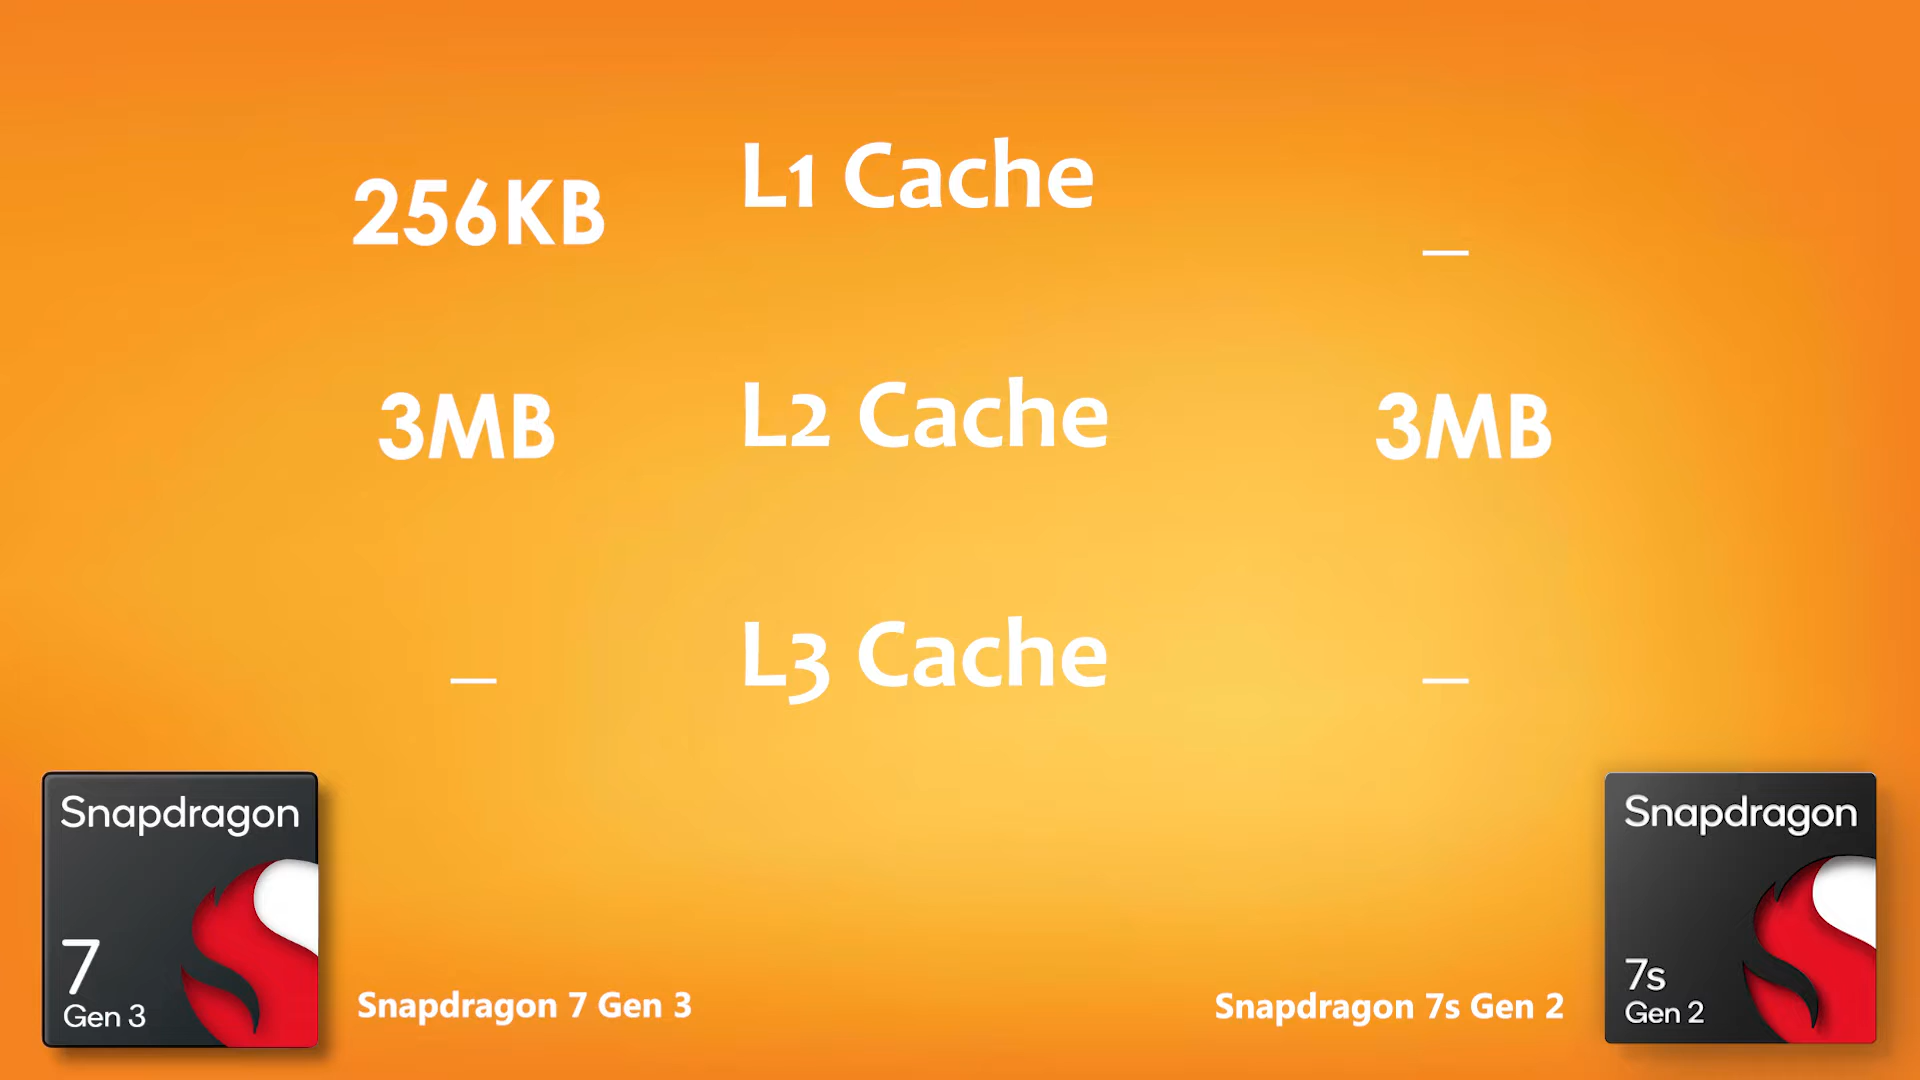 256KB L1 Cache _
3MB L2 Cache 3MB
_ L3 Cache _
Snapdragon
7
Gen 3
Snapdragon 7 Gen 3
Snapdragon 7s Gen 2
Snapdragon
7s
Gen 2